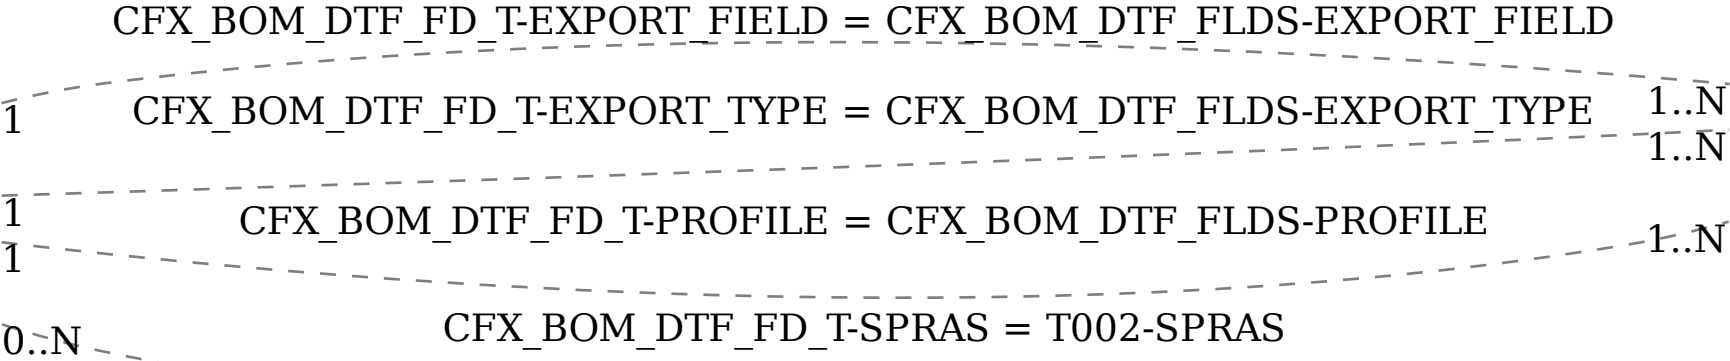 CFX_BOM_DTF_FD_T-EXPORT_FIELD = CFX_BOM_DTF_FLDS-EXPORT_FIELD
1
1..N
CFX_BOM_DTF_FD_T-EXPORT_TYPE = CFX_BOM_DTF_FLDS-EXPORT_TYPE
1..N
1
CFX_BOM_DTF_FD_T-PROFILE = CFX_BOM_DTF_FLDS-PROFILE
1..N
1
CFX_BOM_DTF_FD_T-SPRAS = T002-SPRAS
0..N